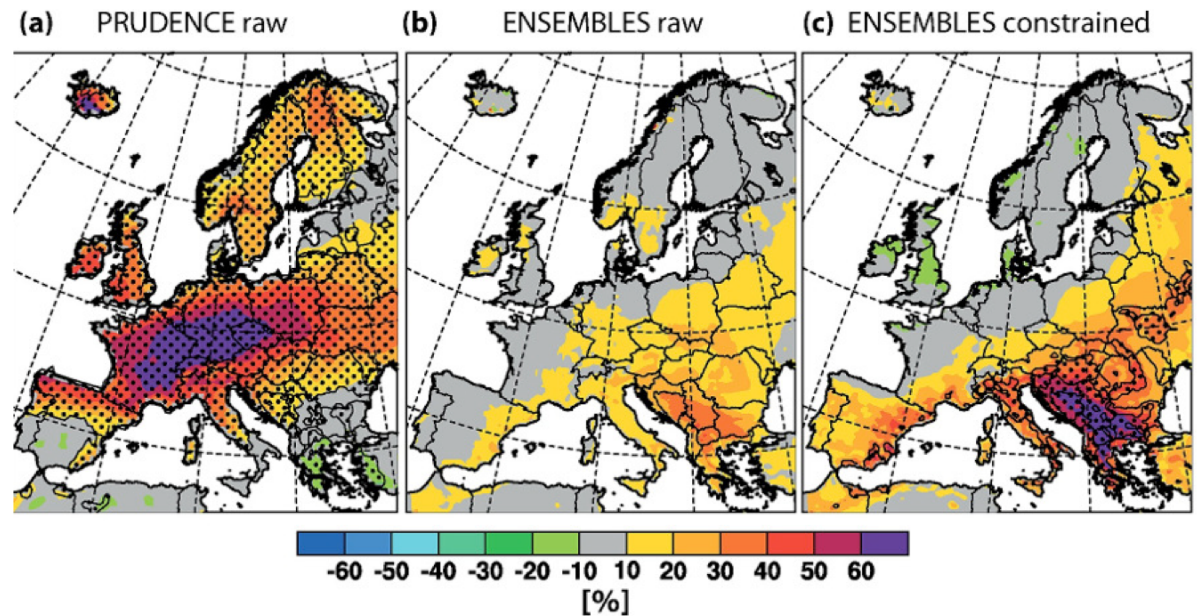 (a) PRUDENCE raw (b) ENSEMBLES raw (c) ENSEMBLES constrained
-60 -50 -40 -30 -20 -10 10 20 30 40 50 60
[%]